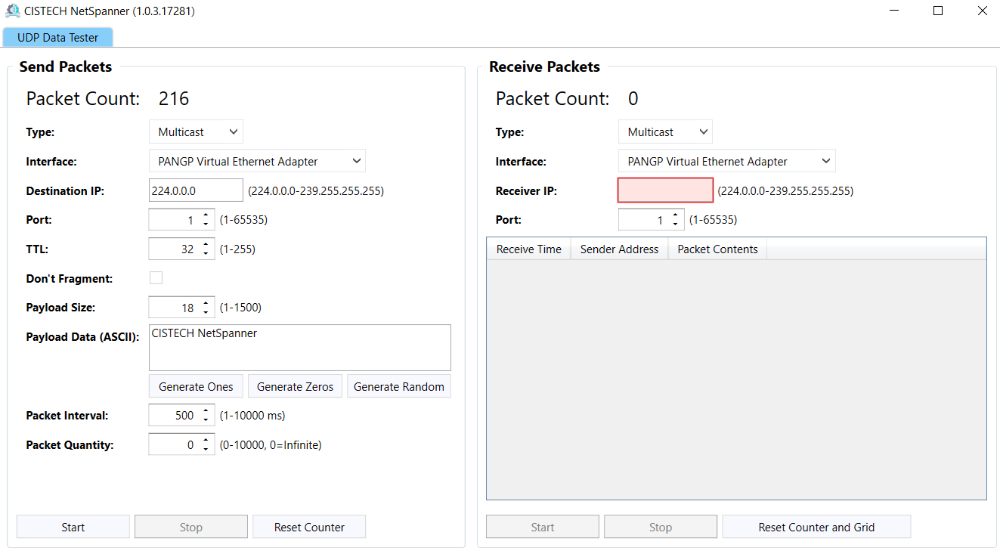 CISTECH NetSpanner (1.0.3.17281)
UDP Data Tester
Send Packets
Packet Count: 216
Type: Multicast
Interface: PANGP Virtual Ethernet Adapter
Destination IP: 224.0.0.0 (224.0.0.0-239.255.255.255)
Port: 1 (1-65535)
TTL: 32 (1-255)
Don't Fragment:
Payload Size: 18 (1-1500)
Payload Data (ASCII): CISTECH NetSpanner
Generate Ones Generate Zeros Generate Random
Packet Interval: 500 (1-10000 ms)
Packet Quantity: 0 (0-10000, 0=Infinite)
Start Stop Reset Counter
Receive Packets
Packet Count: 0
Type: Multicast
Interface: PANGP Virtual Ethernet Adapter
Receiver IP: (224.0.0.0-239.255.255.255)
Port: 1 (1-65535)
Receive Time Sender Address Packet Contents
Start Stop Reset Counter and Grid